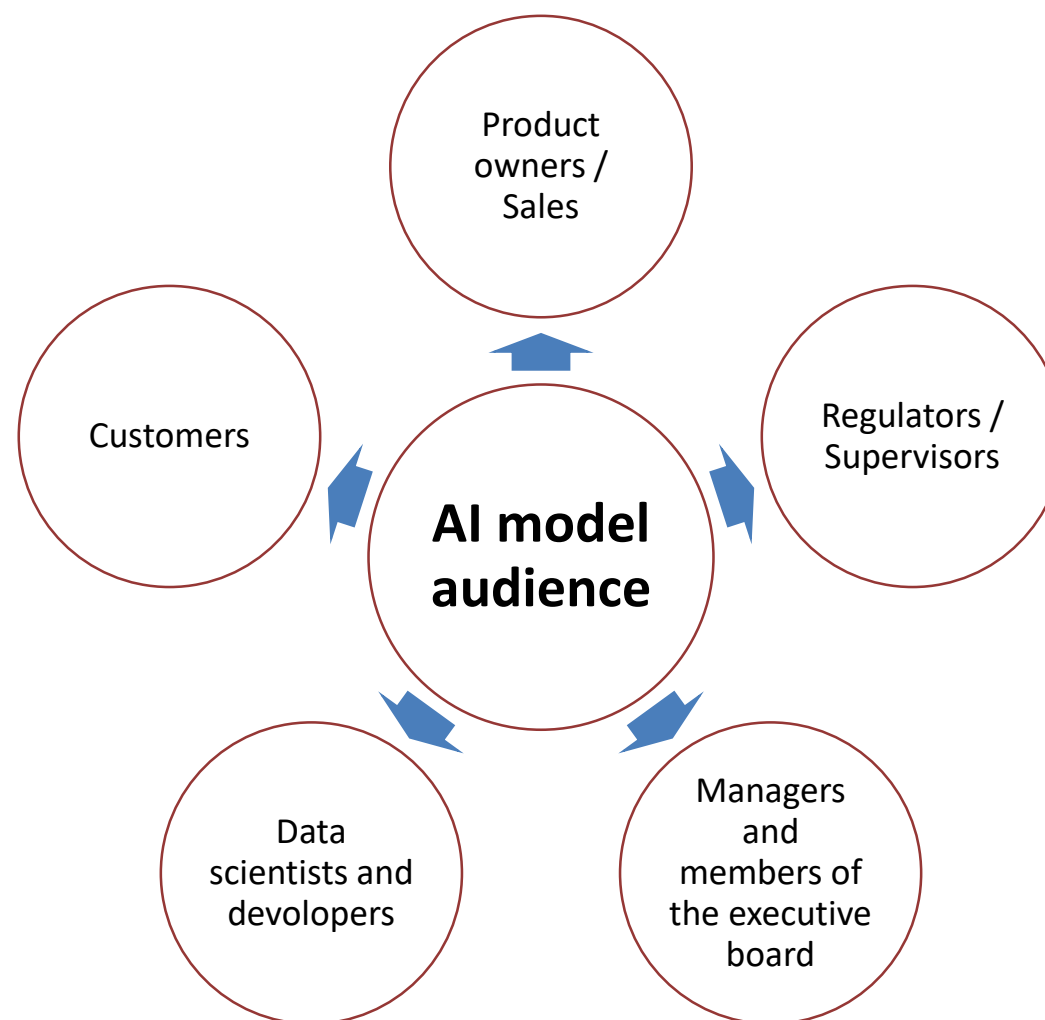 Product
owners /
Sales
Customers
Regulators /
Supervisors
AI model
audience
Data
scientists and
devolopers
Managers
and
members of
the executive
board